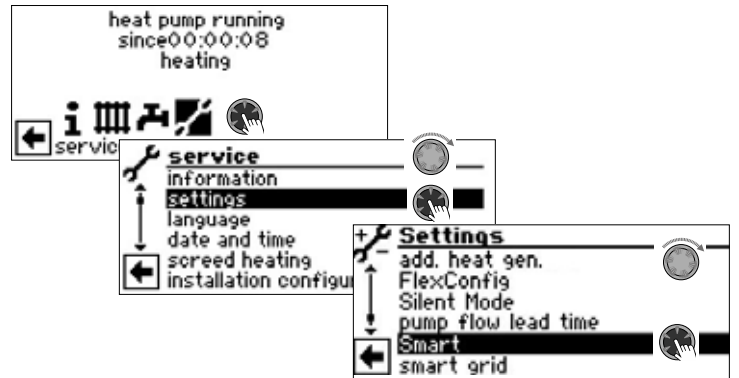 heat pump running
since00:00:08
heating
servic
service
information
settings
language
date and time
screed heating
installation configur
Settings
add. heat gen.
FlexConfig
Silent Mode
pump flow lead time
Smart
smart grid